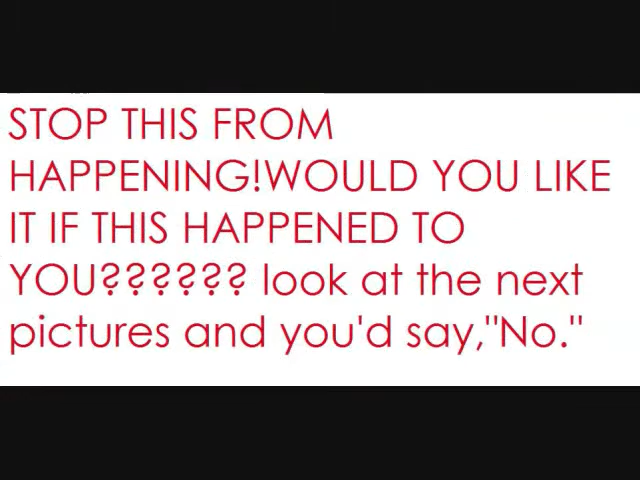 STOP THIS FROM
HAPPENING!WOULD YOU LIKE
IT IF THIS HAPPENED TO
YOU?????? look at the next
pictures and you'd say,"No."